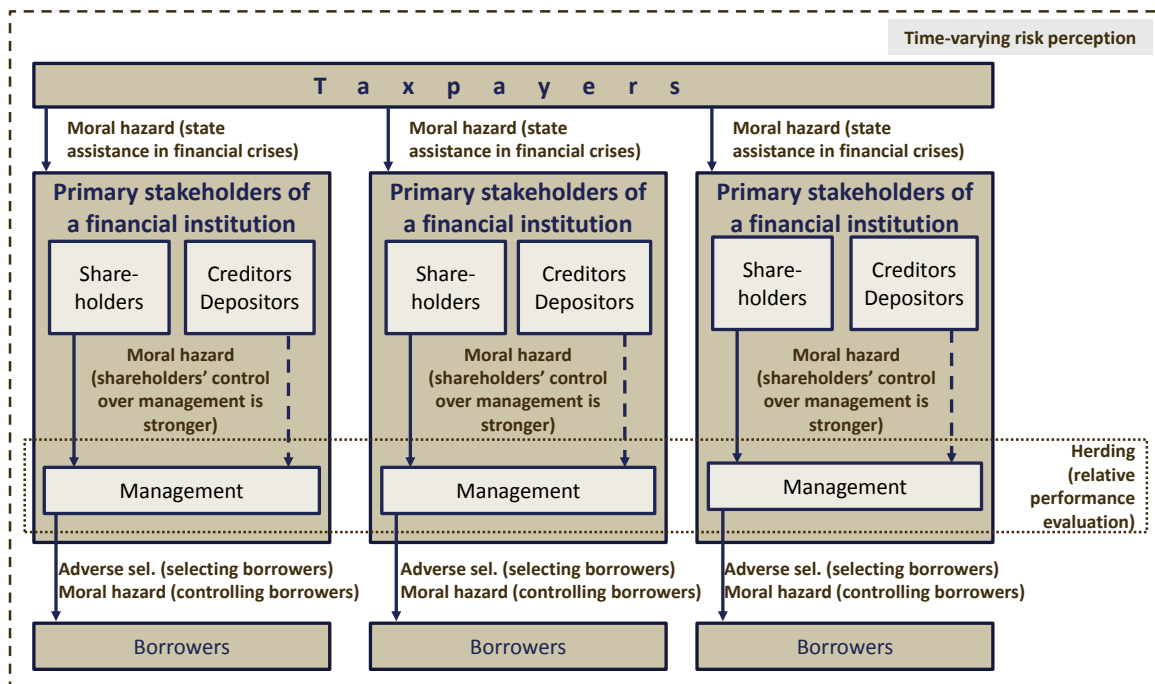 Time-varying risk perception
T a x p a y e r s
Moral hazard (state
assistance in financial crises)
Moral hazard (state
assistance in financial crises)
Moral hazard (state
assistance in financial crises)
Primary stakeholders of
a financial institution
Share-
holders
Creditors
Depositors
Moral hazard
(shareholders' control
over management is
stronger)
Management
Primary stakeholders of
a financial institution
Share-
holders
Creditors
Depositors
Moral hazard
(shareholders' control
over management is
stronger)
Management
Primary stakeholders of
a financial institution
Share-
holders
Creditors
Depositors
Moral hazard
(shareholders' control
over management is
stronger)
Management
Herding
(relative
performance
evaluation)
Adverse sel. (selecting borrowers)
Moral hazard (controlling borrowers)
Adverse sel. (selecting borrowers)
Moral hazard (controlling borrowers)
Adverse sel. (selecting borrowers)
Moral hazard (controlling borrowers)
Borrowers
Borrowers
Borrowers